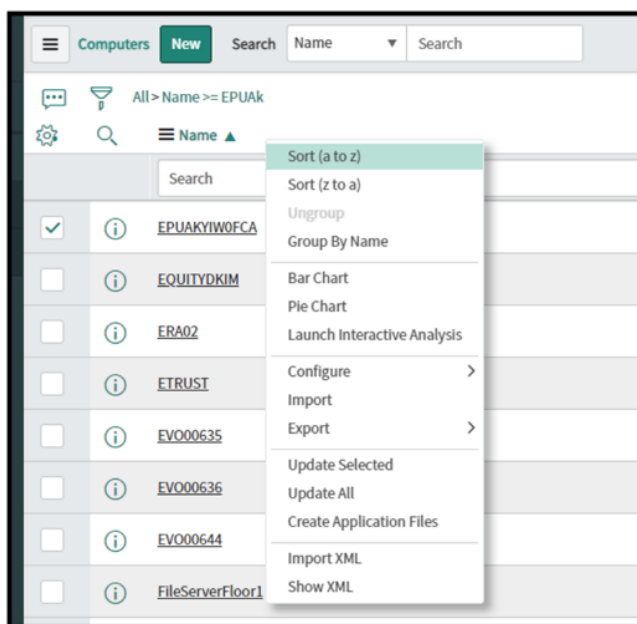 Computers New Search Name Search
All > Name >= EPUAk
Name
Search
Sort (a to z)
Sort (z to a)
Ungroup
Group By Name
Bar Chart
Pie Chart
Launch Interactive Analysis
Configure
Import
Export
Update Selected
Update All
Create Application Files
Import XML
Show XML
EPUAKYIW0FCA
EQUITYDKIM
ERA02
ETRUST
EVO00635
EVO00636
EVO00644
FileServerFloor1